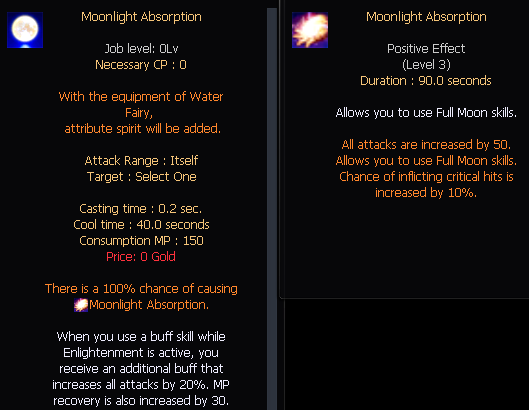 Moonlight Absorption
Job level: 0Lv
Necessary CP : 0
With the equipment of Water
Fairy,
attribute spirit will be added.
Attack Range : Itself
Target : Select One
Casting time : 0.2 sec.
Cool time : 40.0 seconds
Consumption MP : 150
Price: 0 Gold
There is a 100% chance of causing
Moonlight Absorption.
When you use a buff skill while
Enlightenment is active, you
receive an additional buff that
increases all attacks by 20%. MP
recovery is also increased by 30.
Moonlight Absorption
Positive Effect
(Level 3)
Duration : 90.0 seconds
Allows you to use Full Moon skills.
All attacks are increased by 50.
Allows you to use Full Moon skills.
Chance of inflicting critical hits is
increased by 10%.